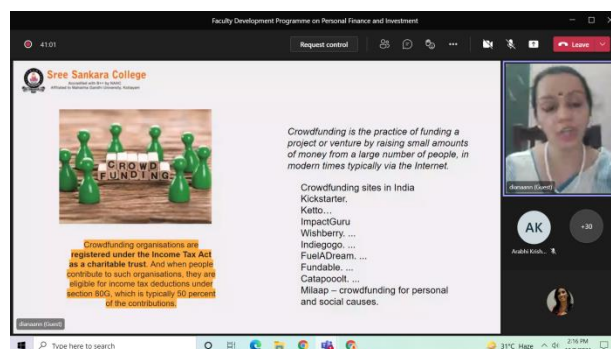 Faculty Development Programme on Personal Finance and Investment
41:01
Request control
Leave
Sree Sankara College
CROWD
FUNDING
Crowdfunding organisations are
registered under the Income Tax Act
as a charitable trust. And when people
contribute to such organisations, they are
eligible for income tax deductions under
section 80G, which is typically 50 percent
of the contributions.
Crowdfunding is the practice of funding a
project or venture by raising small amounts
of money from a large number of people, in
modern times typically via the Internet.
Crowdfunding sites in India
Kickstarter.
Ketto...
ImpactGuru
Wishberry. ...
Indiegogo. ...
FuelADream. ...
Fundable. ...
Catapooolt. ...
Milaap – crowdfunding for personal
and social causes.
dianaann (Guest)
dianaann (Guest)
AK
Arabhi Krish...
+30
Type here to search
31°C Haze
2:16 PM